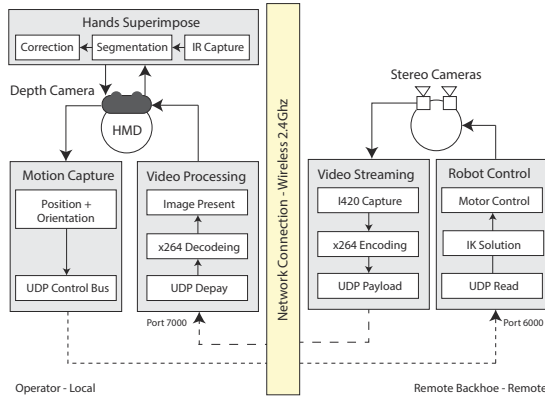 Hands Superimpose
Correction
Segmentation
IR Capture
Depth Camera
HMD
Motion Capture
Position +
Orientation
UDP Control Bus
Video Processing
Image Present
x264 Decodeing
UDP Depay
Port 7000
Network Connection - Wireless 2.4Ghz
Stereo Cameras
Video Streaming
I420 Capture
x264 Encoding
UDP Payload
Robot Control
Motor Control
IK Solution
UDP Read
Port 6000
Operator - Local
Remote Backhoe - Remote